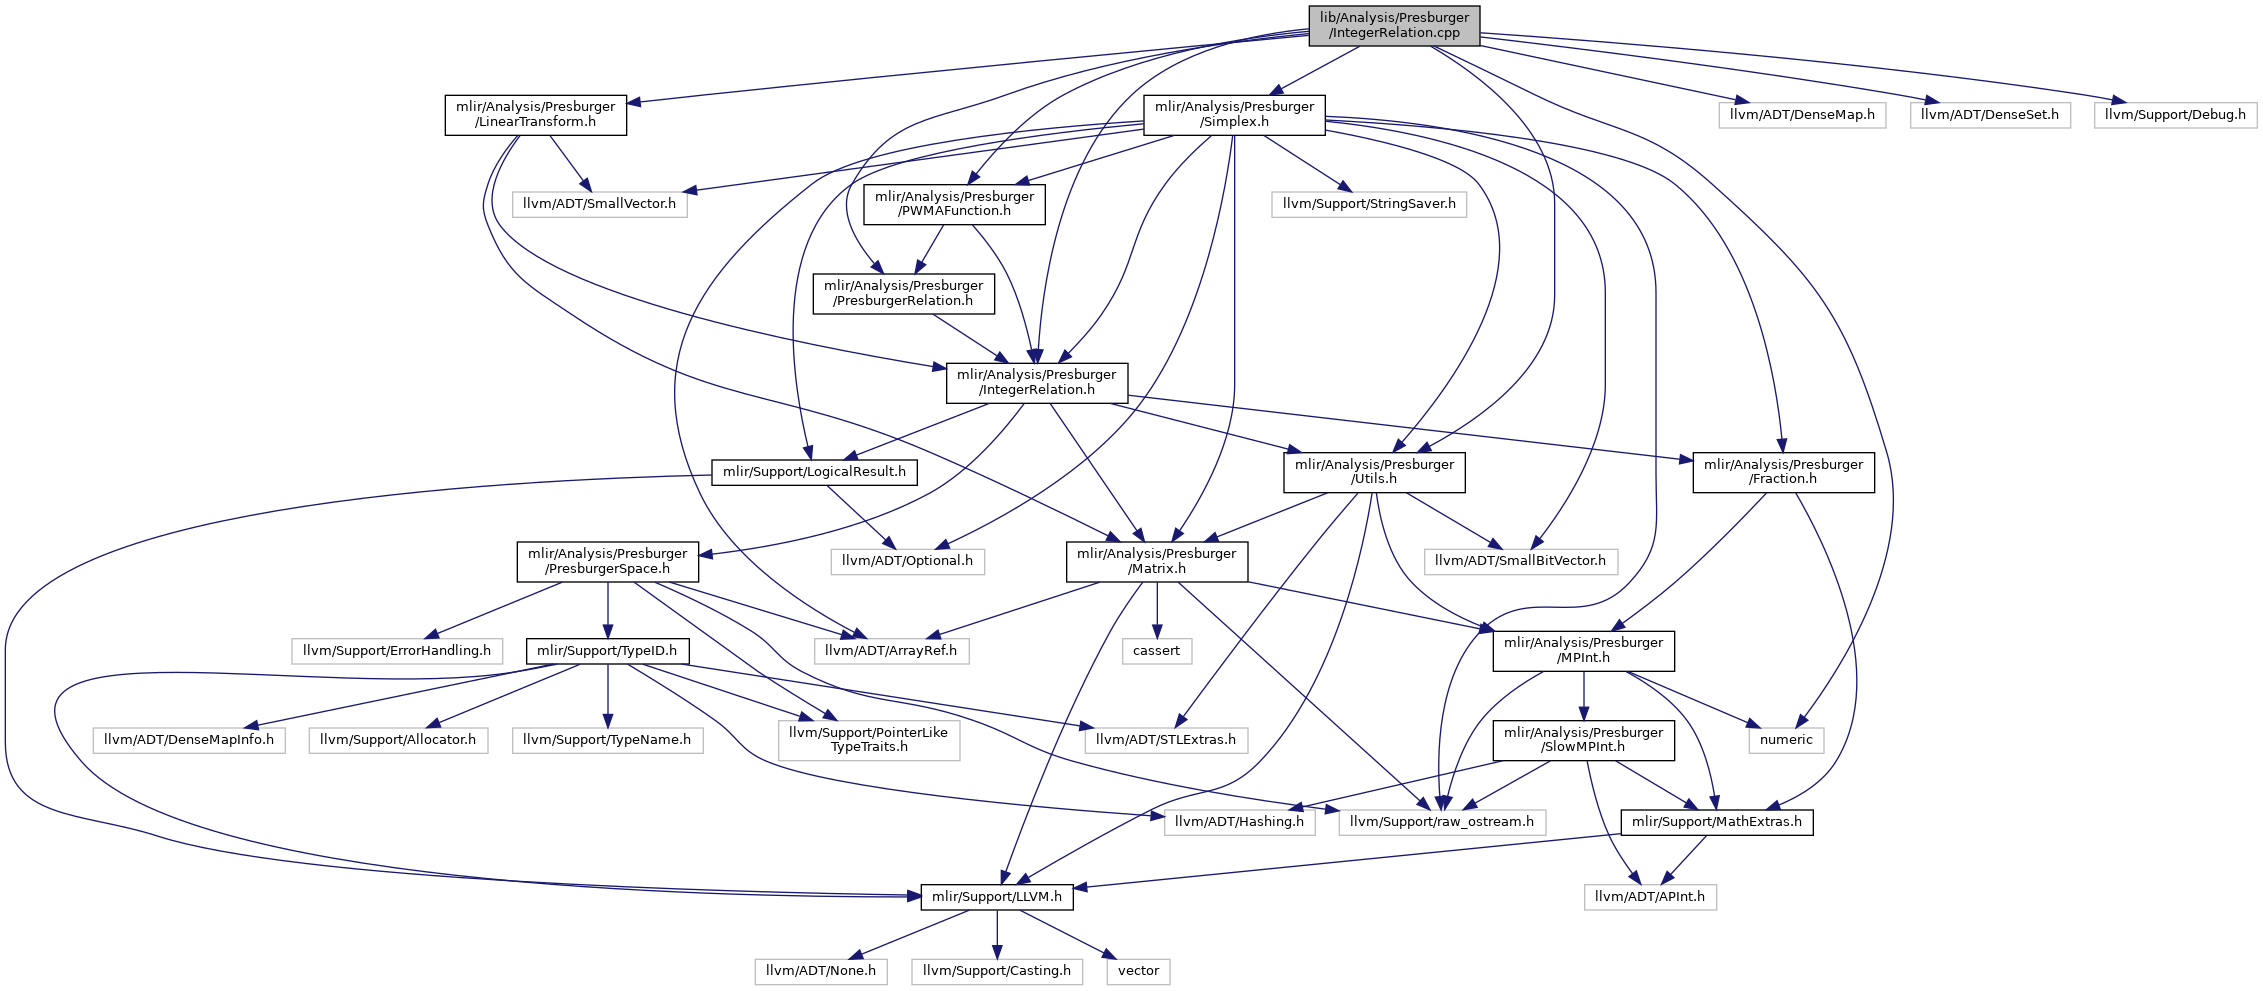 lib/Analysis/Presburger
/IntegerRelation.cpp
mlir/Analysis/Presburger
/LinearTransform.h
mlir/Analysis/Presburger
/Simplex.h
llvm/ADT/DenseMap.h
llvm/ADT/DenseSet.h
llvm/Support/Debug.h
llvm/ADT/SmallVector.h
mlir/Analysis/Presburger
/PWMAFunction.h
llvm/Support/StringSaver.h
mlir/Analysis/Presburger
/PresburgerRelation.h
mlir/Analysis/Presburger
/IntegerRelation.h
mlir/Support/LogicalResult.h
mlir/Analysis/Presburger
/Utils.h
mlir/Analysis/Presburger
/Fraction.h
mlir/Analysis/Presburger
/PresburgerSpace.h
llvm/ADT/Optional.h
mlir/Analysis/Presburger
/Matrix.h
llvm/ADT/SmallBitVector.h
llvm/Support/ErrorHandling.h
mlir/Support/TypeID.h
llvm/ADT/ArrayRef.h
cassert
mlir/Analysis/Presburger
/MPInt.h
llvm/ADT/DenseMapInfo.h
llvm/Support/Allocator.h
llvm/Support/TypeName.h
llvm/Support/PointerLike
TypeTraits.h
llvm/ADT/STLExtras.h
mlir/Analysis/Presburger
/SlowMPInt.h
numeric
llvm/ADT/Hashing.h
llvm/Support/raw_ostream.h
mlir/Support/MathExtras.h
mlir/Support/LLVM.h
llvm/ADT/APInt.h
llvm/ADT/None.h
llvm/Support/Casting.h
vector